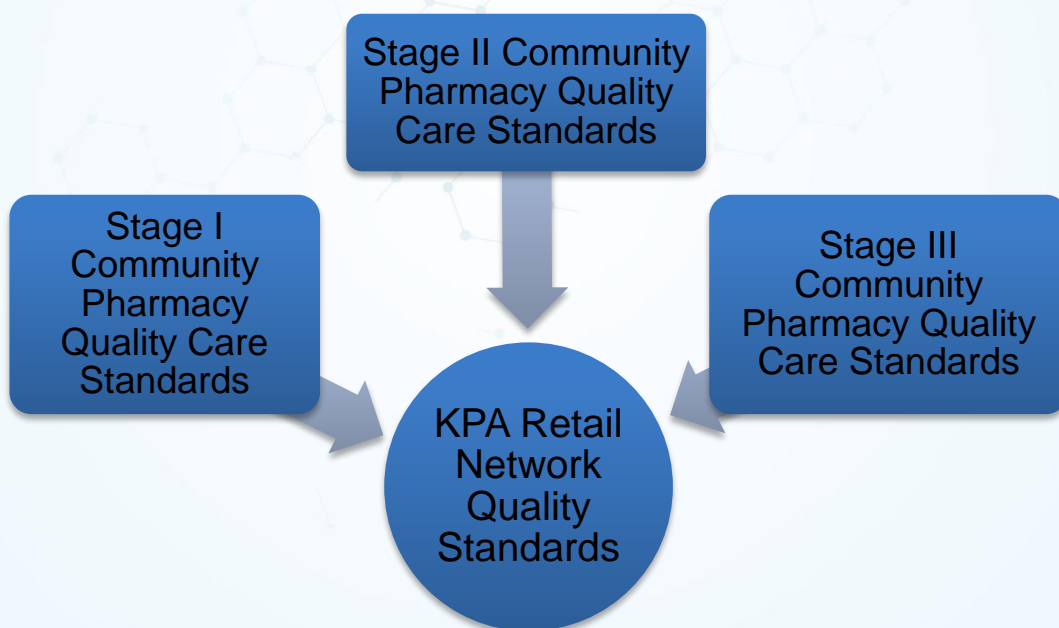 Stage II Community
Pharmacy Quality
Care Standards
Stage I
Community
Pharmacy
Quality Care
Standards
Stage III
Community
Pharmacy Quality
Care Standards
KPA Retail
Network
Quality
Standards